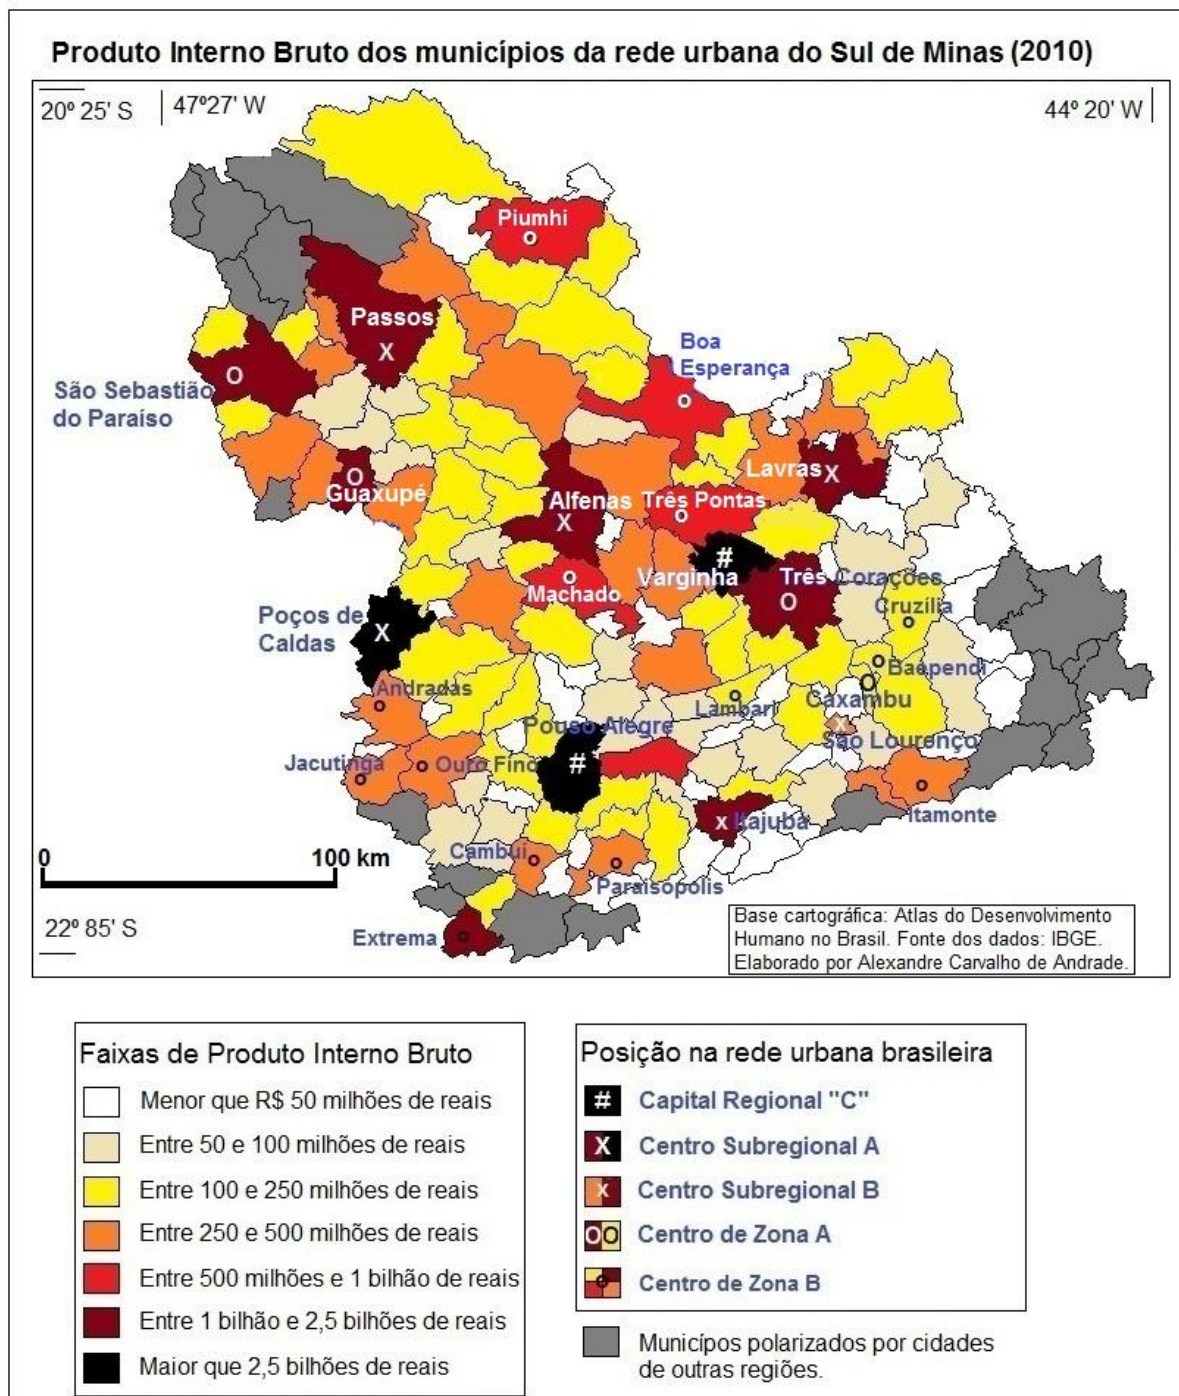 Produto Interno Bruto dos municípios da rede urbana do Sul de Minas (2010)
20º 25' S
47º27' W
44º 20' W
Piumhi
Passos
Boa
Esperança
São Sebastião
do Paraíso
Lavras
Guaxupé
Alfenas
Três Pontas
Varginha
Três Corações
Machado
Cruzília
Poços de
Caldas
Baependi
Andradas
Caxambu
Lambari
Pouso Alegre
São Lourenço
Jacutinga
Ouro Fino
Itamonte
Itajubá
Cambuí
0
100 km
Paraisópolis
22º 85' S
Extrema
Base cartográfica: Atlas do Desenvolvimento
Humano no Brasil. Fonte dos dados: IBGE.
Elaborado por Alexandre Carvalho de Andrade.
Faixas de Produto Interno Bruto
Menor que R$ 50 milhões de reais
Entre 50 e 100 milhões de reais
Entre 100 e 250 milhões de reais
Entre 250 e 500 milhões de reais
Entre 500 milhões e 1 bilhão de reais
Entre 1 bilhão e 2,5 bilhões de reais
Maior que 2,5 bilhões de reais
Posição na rede urbana brasileira
# Capital Regional "C"
X Centro Subregional A
x Centro Subregional B
OO Centro de Zona A
o Centro de Zona B
Municípos polarizados por cidades
de outras regiões.